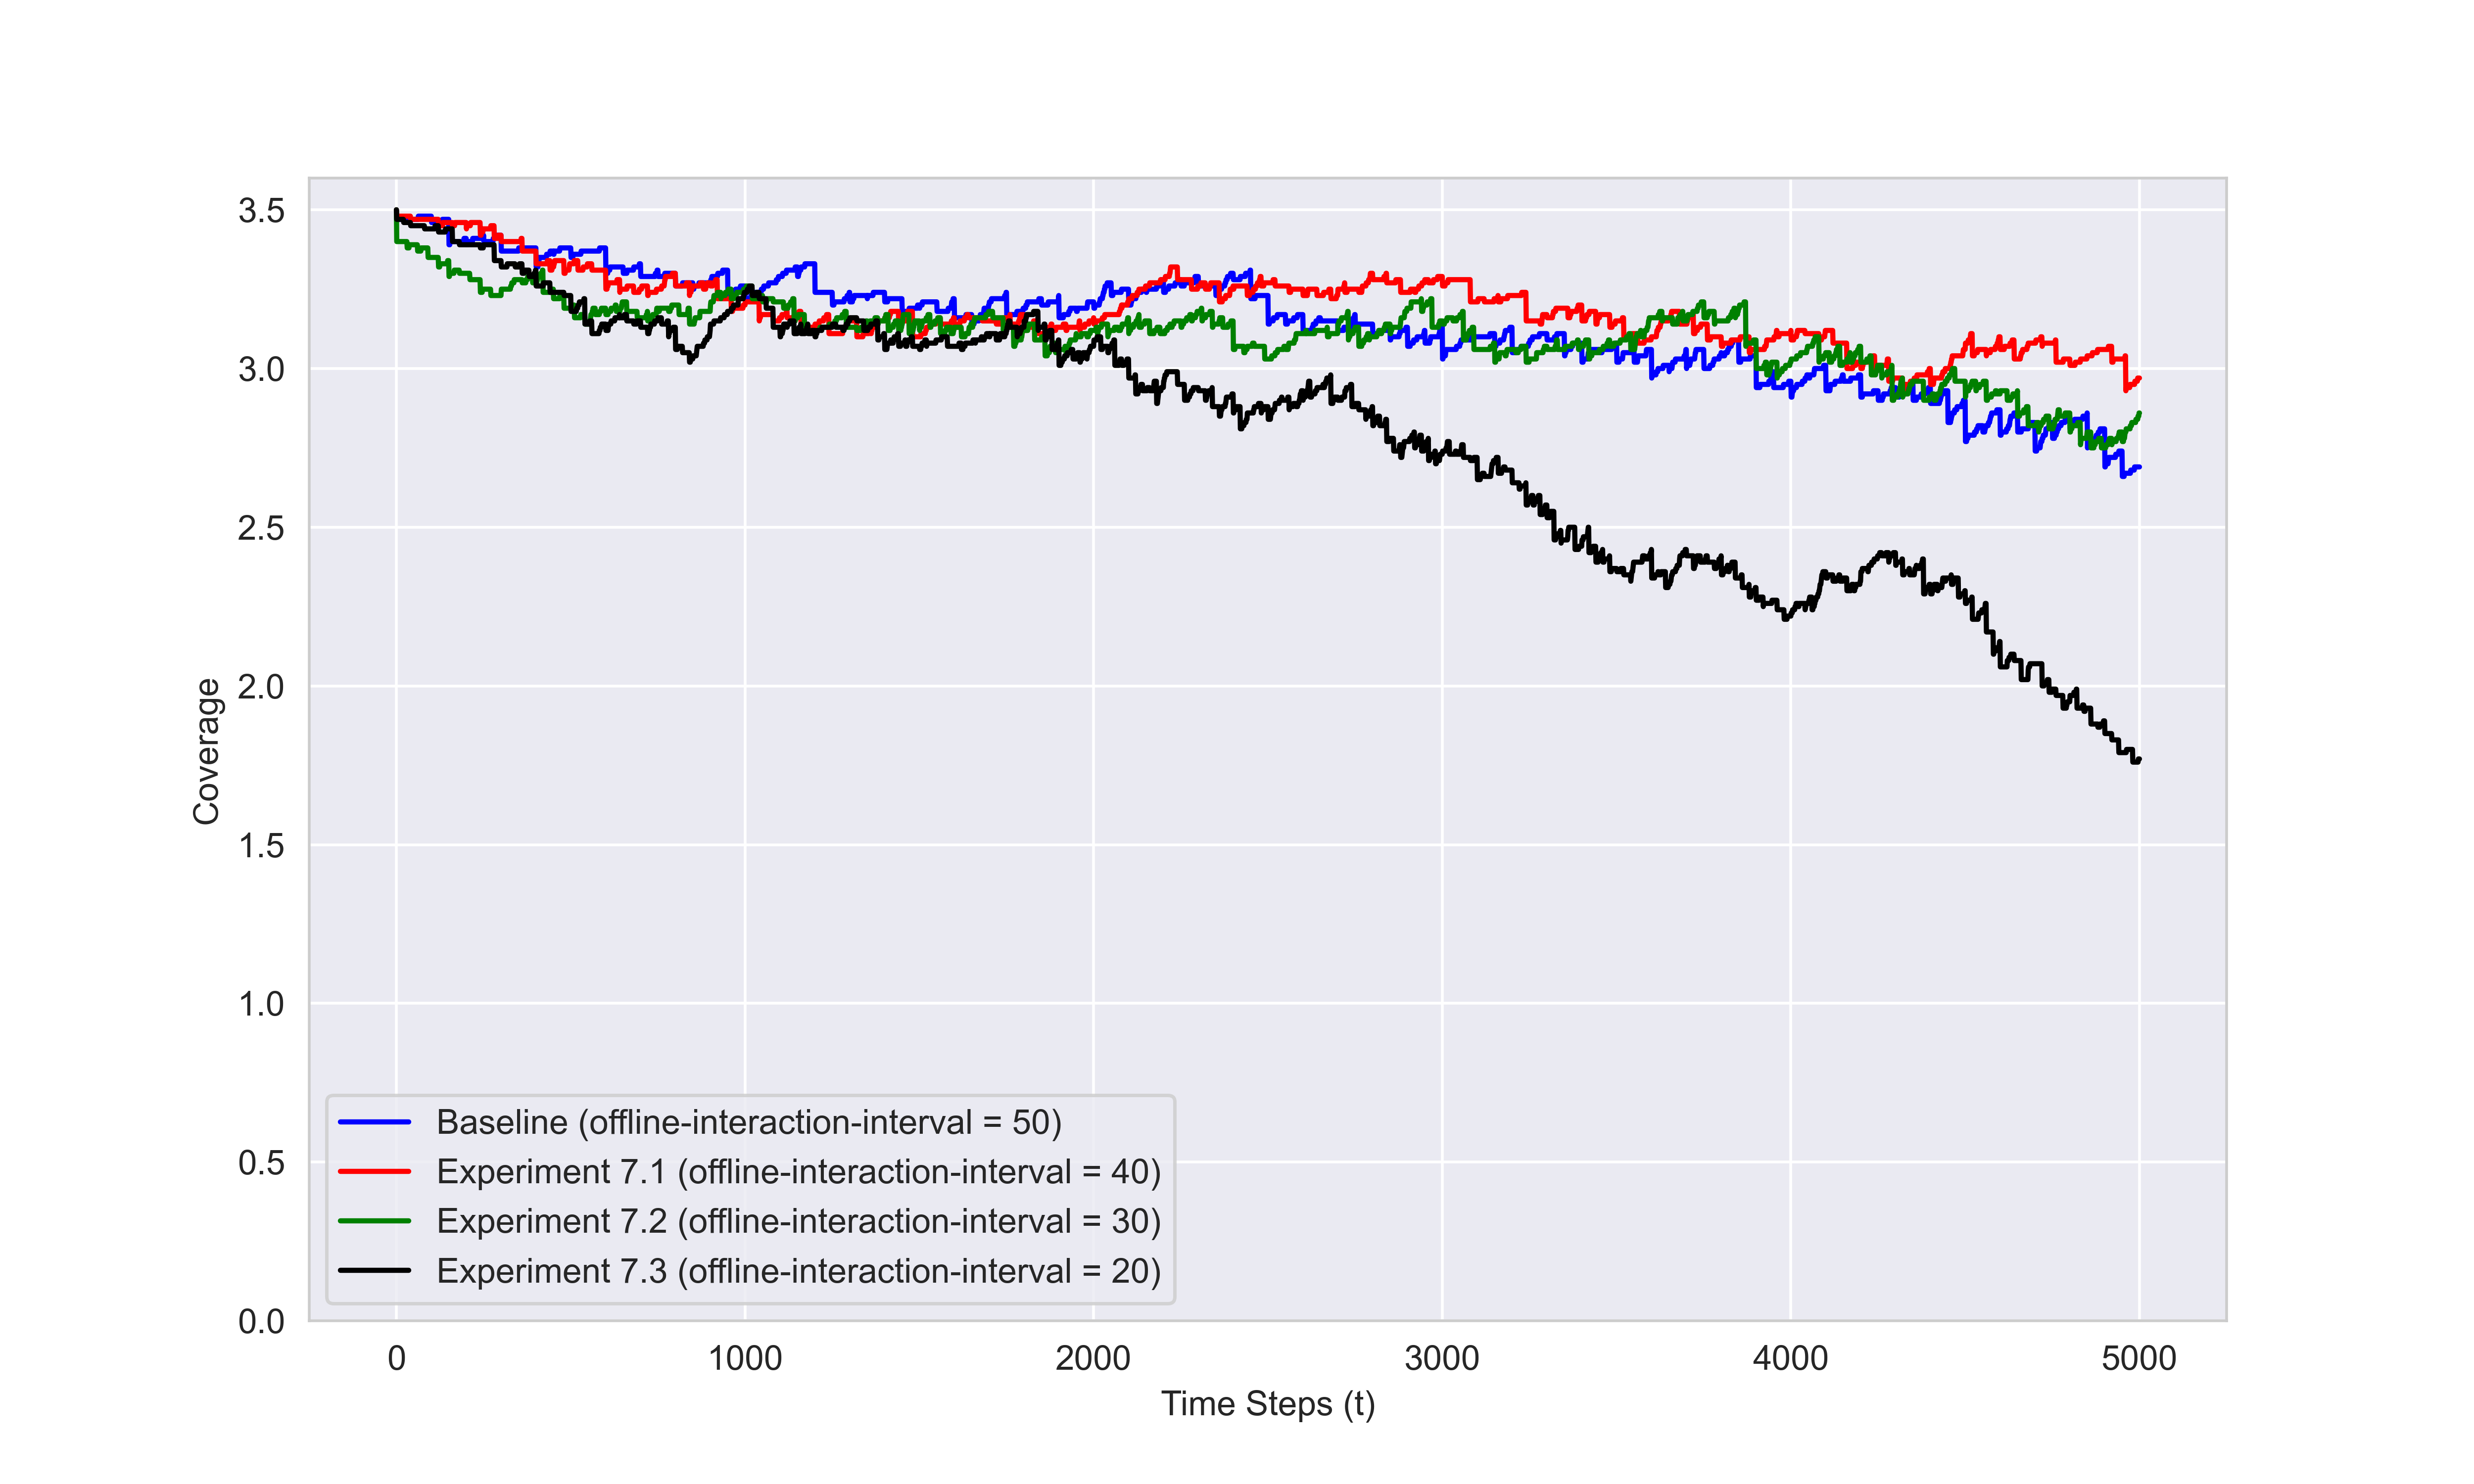 3.5
3.0
2.5
2.0
1.5
1.0
0.5
0.0
Coverage
Baseline (offline-interaction-interval = 50)
Experiment 7.1 (offline-interaction-interval = 40)
Experiment 7.2 (offline-interaction-interval = 30)
Experiment 7.3 (offline-interaction-interval = 20)
0 1000 2000 3000 4000 5000
Time Steps (t)